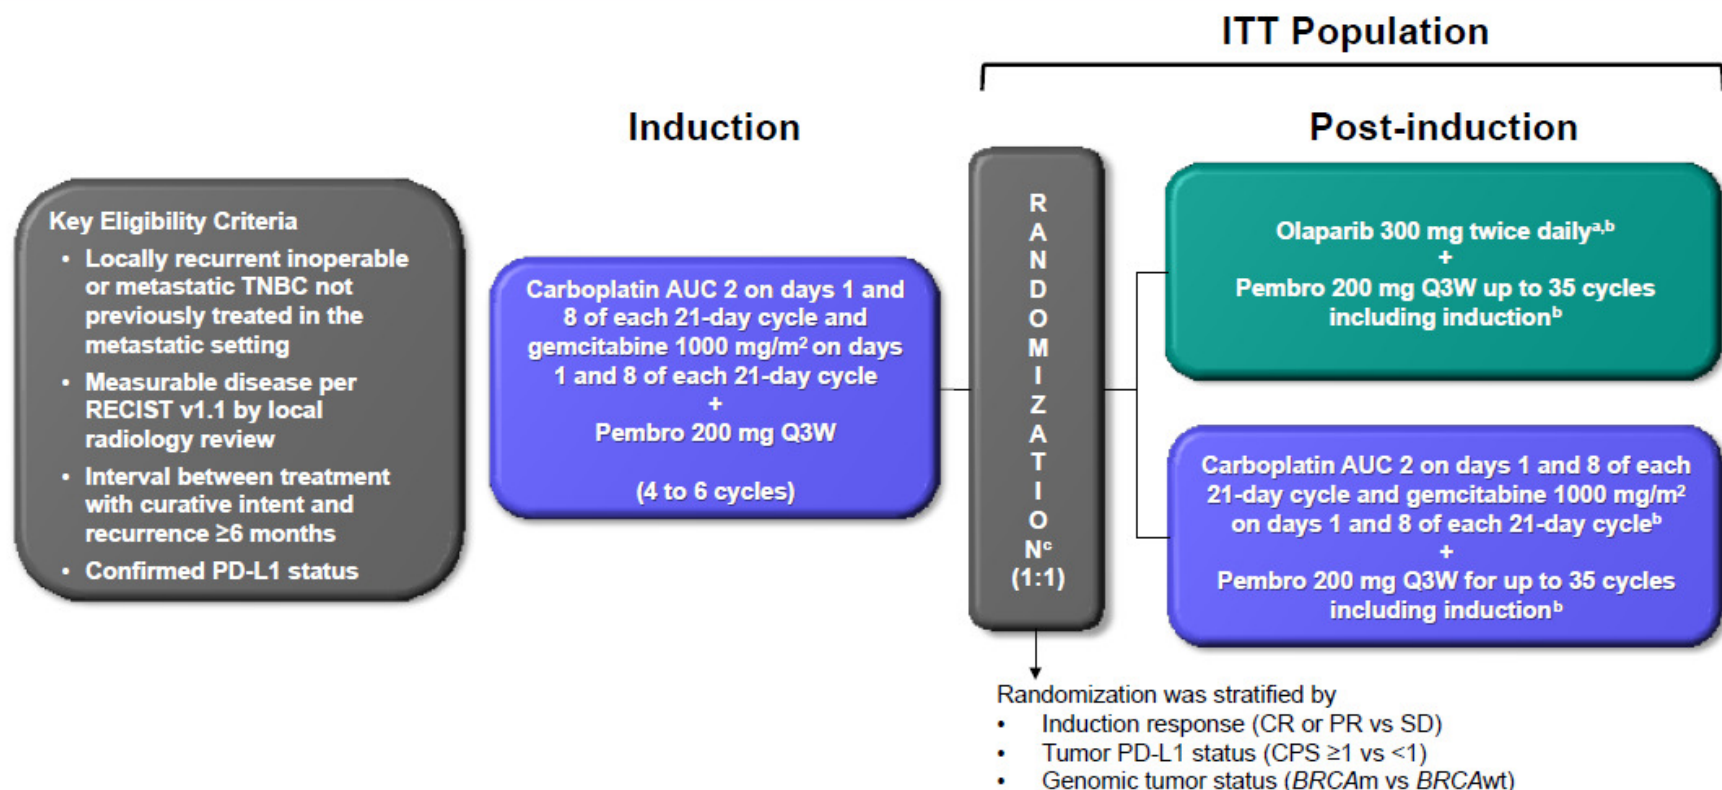 ITT Population
Induction
Post-induction
Key Eligibility Criteria
• Locally recurrent inoperable
or metastatic TNBC not
previously treated in the
metastatic setting
• Measurable disease per
RECIST v1.1 by local
radiology review
• Interval between treatment
with curative intent and
recurrence ≥6 months
• Confirmed PD-L1 status
Carboplatin AUC 2 on days 1 and
8 of each 21-day cycle and
gemcitabine 1000 mg/m² on days
1 and 8 of each 21-day cycle
+
Pembro 200 mg Q3W
(4 to 6 cycles)
R
A
N
D
O
M
I
Z
A
T
I
O
Nᶜ
(1:1)
Olaparib 300 mg twice dailyᵃ,ᵇ
+
Pembro 200 mg Q3W up to 35 cycles
including inductionᵇ
Carboplatin AUC 2 on days 1 and 8 of each
21-day cycle and gemcitabine 1000 mg/m²
on days 1 and 8 of each 21-day cycleᵇ
+
Pembro 200 mg Q3W for up to 35 cycles
including inductionᵇ
Randomization was stratified by
• Induction response (CR or PR vs SD)
• Tumor PD-L1 status (CPS ≥1 vs <1)
• Genomic tumor status (BRCAm vs BRCAwt)